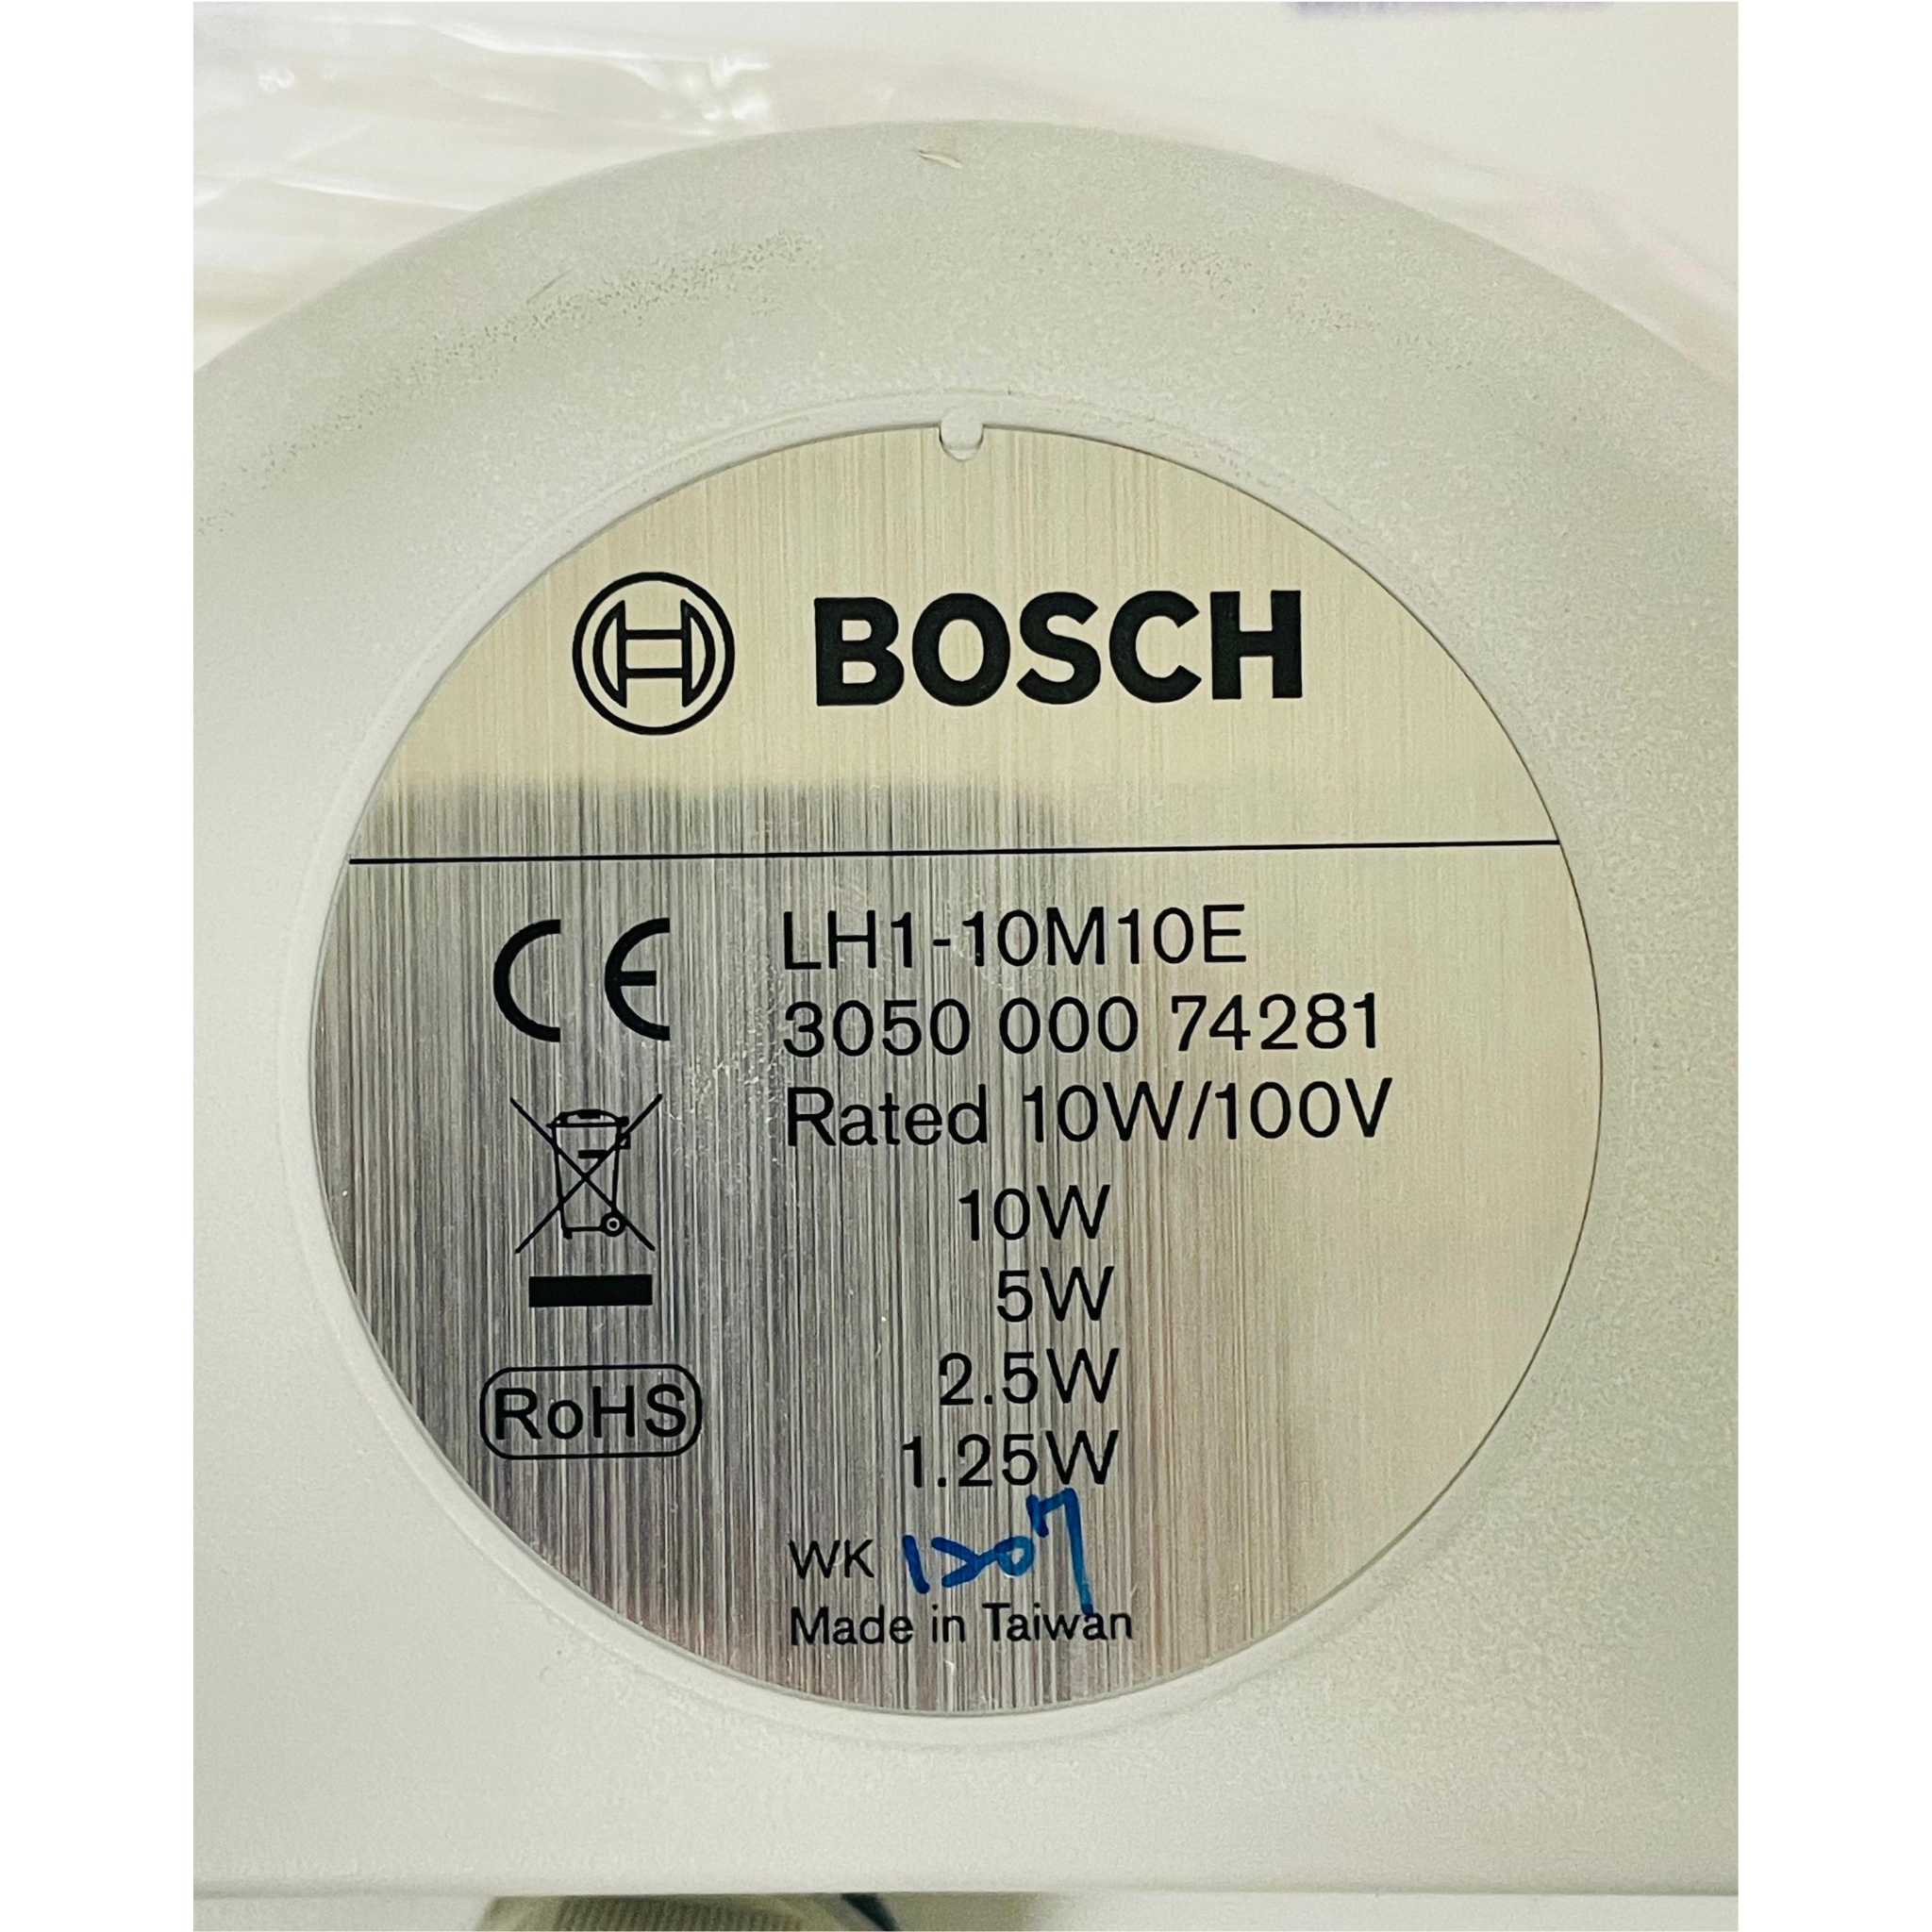 BOSCH
CE
LH1-10M10E
3050 000 74281
Rated 10W/100V
10W
5W
2.5W
1.25W
RoHS
WK 1207
Made in Taiwan